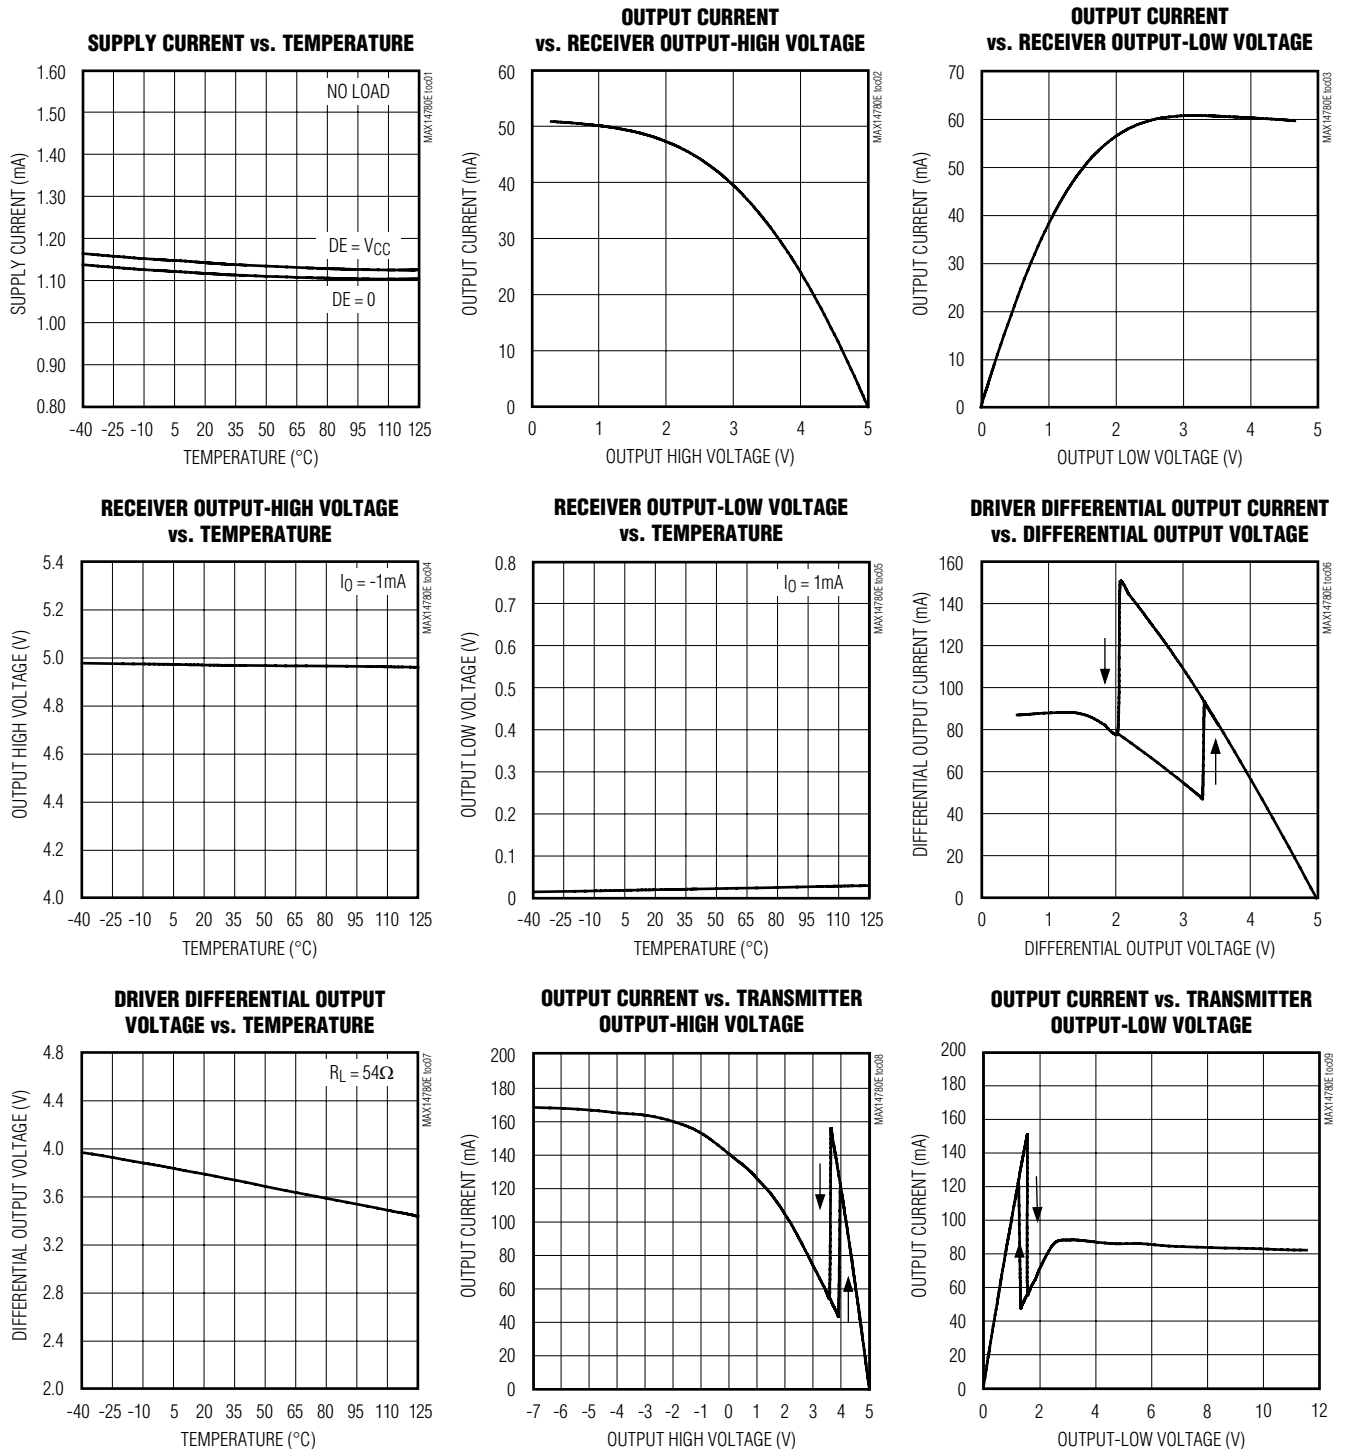 SUPPLY CURRENT vs. TEMPERATURE
1.60
1.50
1.40
1.30
1.20
1.10
1.00
0.90
0.80
SUPPLY CURRENT (mA)
NO LOAD
DE = VCC
DE = 0
MAX14780E toc01
-40 -25 -10 5 20 35 50 65 80 95 110 125
TEMPERATURE (°C)
OUTPUT CURRENT
vs. RECEIVER OUTPUT-HIGH VOLTAGE
60
50
40
30
20
10
0
OUTPUT CURRENT (mA)
MAX14780E toc02
0 1 2 3 4 5
OUTPUT HIGH VOLTAGE (V)
OUTPUT CURRENT
vs. RECEIVER OUTPUT-LOW VOLTAGE
70
60
50
40
30
20
10
0
OUTPUT CURRENT (mA)
MAX14780E toc03
0 1 2 3 4 5
OUTPUT LOW VOLTAGE (V)
RECEIVER OUTPUT-HIGH VOLTAGE
vs. TEMPERATURE
5.4
5.2
5.0
4.8
4.6
4.4
4.2
4.0
OUTPUT HIGH VOLTAGE (V)
IO = -1mA
MAX14780E toc04
-40 -25 -10 5 20 35 50 65 80 95 110 125
TEMPERATURE (°C)
RECEIVER OUTPUT-LOW VOLTAGE
vs. TEMPERATURE
0.8
0.7
0.6
0.5
0.4
0.3
0.2
0.1
0
OUTPUT LOW VOLTAGE (V)
IO = 1mA
MAX14780E toc05
-40 -25 -10 5 20 35 50 65 80 95 110 125
TEMPERATURE (°C)
DRIVER DIFFERENTIAL OUTPUT CURRENT
vs. DIFFERENTIAL OUTPUT VOLTAGE
160
140
120
100
80
60
40
20
0
DIFFERENTIAL OUTPUT CURRENT (mA)
MAX14780E toc06
0 1 2 3 4 5
DIFFERENTIAL OUTPUT VOLTAGE (V)
DRIVER DIFFERENTIAL OUTPUT
VOLTAGE vs. TEMPERATURE
4.8
4.4
4.0
3.6
3.2
2.8
2.4
2.0
DIFFERENTIAL OUTPUT VOLTAGE (V)
RL = 54Ω
MAX14780E toc07
-40 -25 -10 5 20 35 50 65 80 95 110 125
TEMPERATURE (°C)
OUTPUT CURRENT vs. TRANSMITTER
OUTPUT-HIGH VOLTAGE
200
180
160
140
120
100
80
60
40
20
0
OUTPUT CURRENT (mA)
MAX14780E toc08
-7 -6 -5 -4 -3 -2 -1 0 1 2 3 4 5
OUTPUT HIGH VOLTAGE (V)
OUTPUT CURRENT vs. TRANSMITTER
OUTPUT-LOW VOLTAGE
200
180
160
140
120
100
80
60
40
20
0
OUTPUT CURRENT (mA)
MAX14780E toc09
0 2 4 6 8 10 12
OUTPUT-LOW VOLTAGE (V)